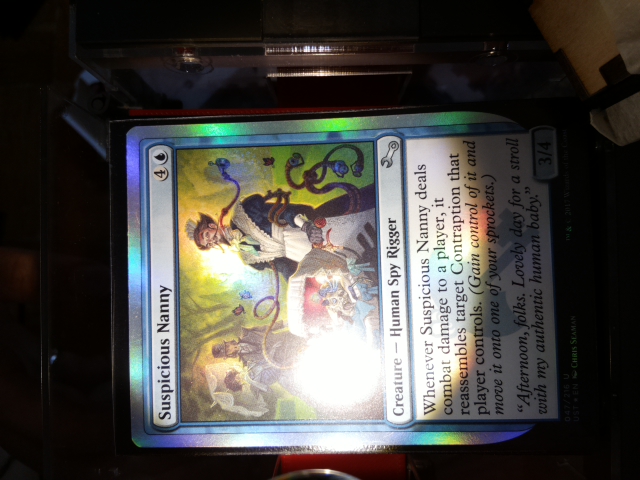 Suspicious Nanny
4
Creature — Human Spy Rigger
Whenever Suspicious Nanny deals
combat damage to a player, it
reassembles target Contraption that
player controls. (Gain control of it and
move it onto one of your sprockets.)
"Afternoon, folks. Lovely day for a stroll
with my authentic human baby."
3/4
Chris Seaman